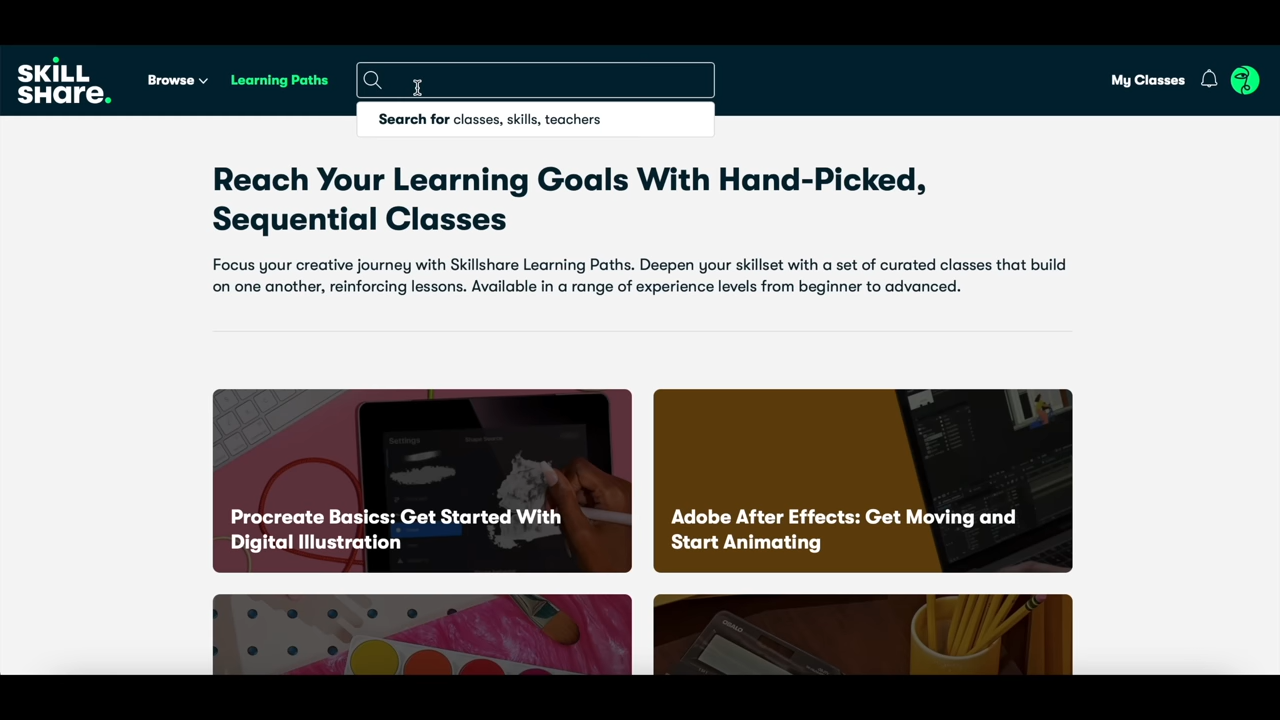 SKILL
SHare.
Browse
Learning Paths
My Classes
Search for classes, skills, teachers
Reach Your Learning Goals With Hand-Picked,
Sequential Classes
Focus your creative journey with Skillshare Learning Paths. Deepen your skillset with a set of curated classes that build
on one another, reinforcing lessons. Available in a range of experience levels from beginner to advanced.
Settings
Procreate Basics: Get Started With
Digital Illustration
Adobe After Effects: Get Moving and
Start Animating